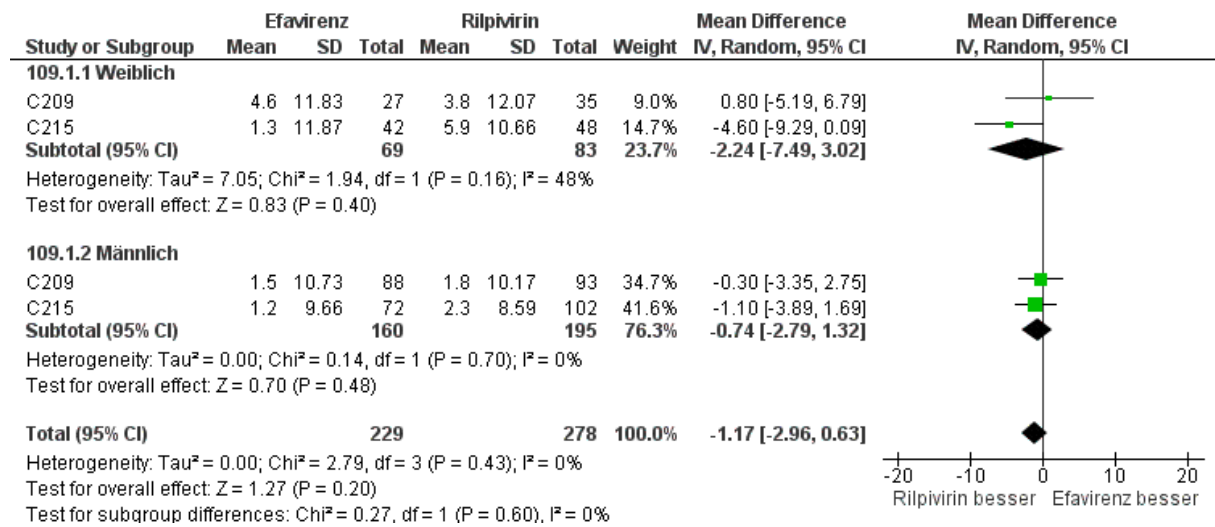 Efavirenz Rilpivirin Mean Difference Mean Difference
Study or Subgroup Mean SD Total Mean SD Total Weight IV, Random, 95% CI IV, Random, 95% CI
109.1.1 Weiblich
C209 4.6 11.83 27 3.8 12.07 35 9.0% 0.80 [-5.19, 6.79]
C215 1.3 11.87 42 5.9 10.66 48 14.7% -4.60 [-9.29, 0.09]
Subtotal (95% CI) 69 83 23.7% -2.24 [-7.49, 3.02]
Heterogeneity: Tau² = 7.05; Chi² = 1.94, df = 1 (P = 0.16); I² = 48%
Test for overall effect: Z = 0.83 (P = 0.40)
109.1.2 Männlich
C209 1.5 10.73 88 1.8 10.17 93 34.7% -0.30 [-3.35, 2.75]
C215 1.2 9.66 72 2.3 8.59 102 41.6% -1.10 [-3.89, 1.69]
Subtotal (95% CI) 160 195 76.3% -0.74 [-2.79, 1.32]
Heterogeneity: Tau² = 0.00; Chi² = 0.14, df = 1 (P = 0.70); I² = 0%
Test for overall effect: Z = 0.70 (P = 0.48)
Total (95% CI) 229 278 100.0% -1.17 [-2.96, 0.63]
Heterogeneity: Tau² = 0.00; Chi² = 2.79, df = 3 (P = 0.43); I² = 0%
Test for overall effect: Z = 1.27 (P = 0.20)
Test for subgroup differences: Chi² = 0.27, df = 1 (P = 0.60), I² = 0%
-20 -10 0 10 20
Rilpivirin besser Efavirenz besser